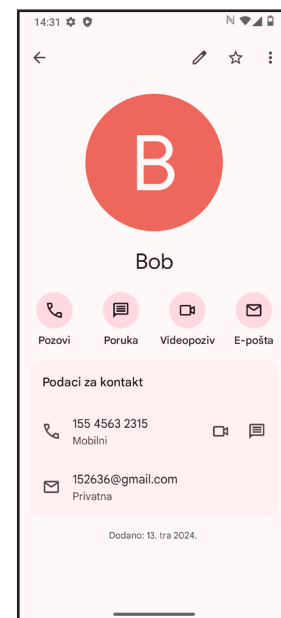 14:31
B
Bob
Pozovi Poruka Videopoziv E-pošta
Podaci za kontakt
155 4563 2315
Mobilni
152636@gmail.com
Privatna
Dodano: 13. tra 2024.